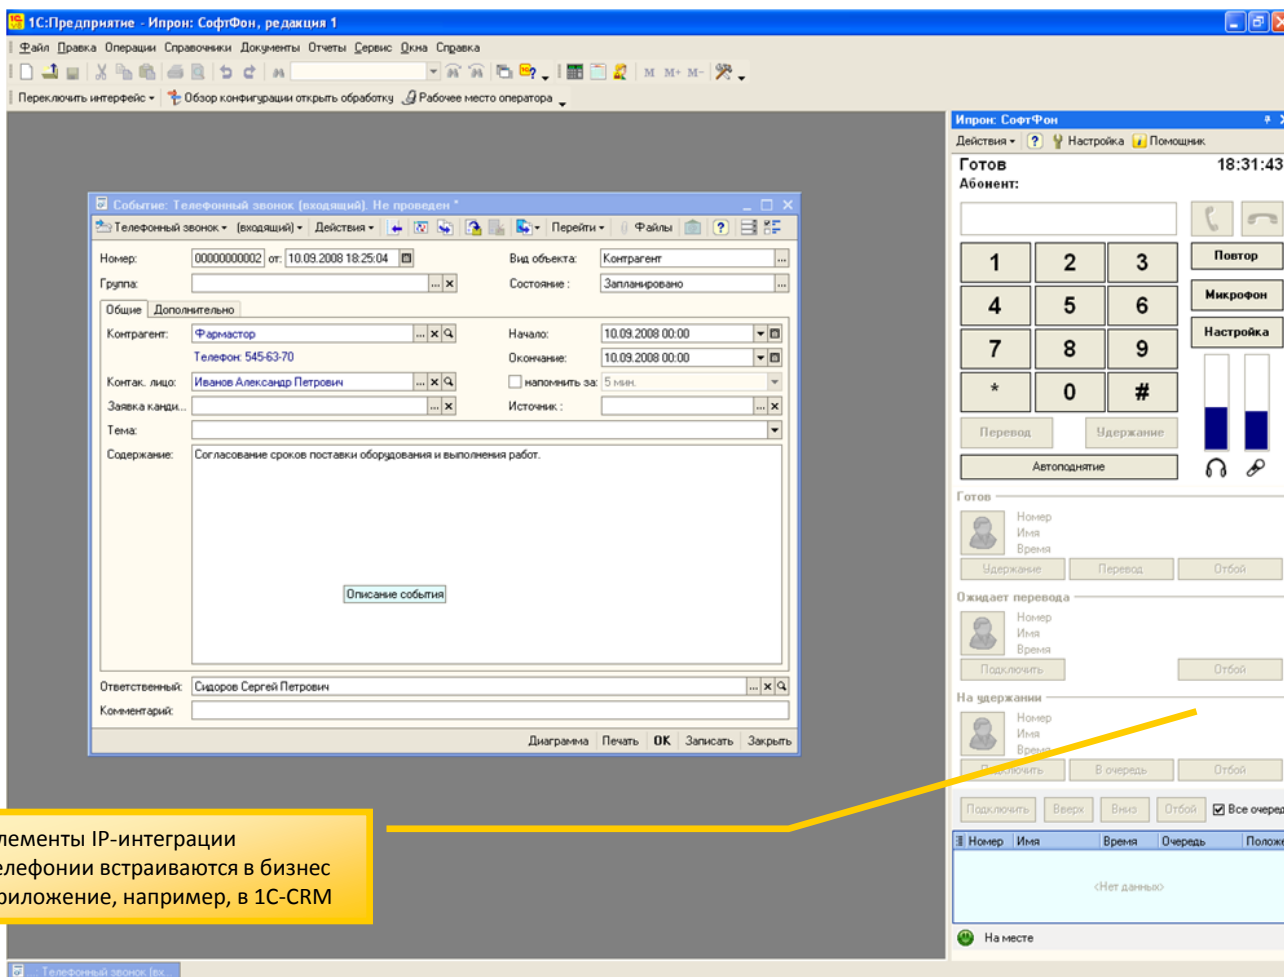 1С:Предприятие - Ипрон: СофтФон, редакция 1
Файл Правка Операции Справочники Документы Отчеты Сервис Окна Справка
M M+ M-
Переключить интерфейс Обзор конфигурации открыть обработку Рабочее место оператора
Ипрон: СофтФон
Действия Настройка Помощник
Готов 18:31:43
Абонент:
1 2 3 Повтор
4 5 6 Микрофон
7 8 9 Настройка
* 0 #
Перевод Удержание
Автоподнятие
Готов
Номер
Имя
Время
Удержание Перевод Отбой
Ожидает перевода
Номер
Имя
Время
Подключить Отбой
На удержании
Номер
Имя
Время
Подключить В очередь Отбой
Подключить Вверх Вниз Отбой Все очеред
Номер Имя Время Очередь Положе
<Нет данных>
На месте
Событие: Телефонный звонок (входящий). Не проведен *
Телефонный звонок (входящий) Действия Перейти Файлы
Номер: 00000000002 от: 10.09.2008 18:25:04 Вид объекта: Контрагент
Группа: Состояние : Запланировано
Общие Дополнительно
Контрагент: Фармастор Начало: 10.09.2008 00:00
Телефон: 545-63-70 Окончание: 10.09.2008 00:00
Контак. лицо: Иванов Александр Петрович напомнить за: 5 мин.
Заявка канди... Источник :
Тема:
Содержание: Согласование сроков поставки оборудования и выполнения работ.
Описание события
Ответственный: Сидоров Сергей Петрович
Комментарий:
Диаграмма Печать OK Записать Закрыть
лементы IP-интеграции
елефонии встраиваются в бизнес
риложение, например, в 1С-CRM
...: Телефонный звонок (вх...